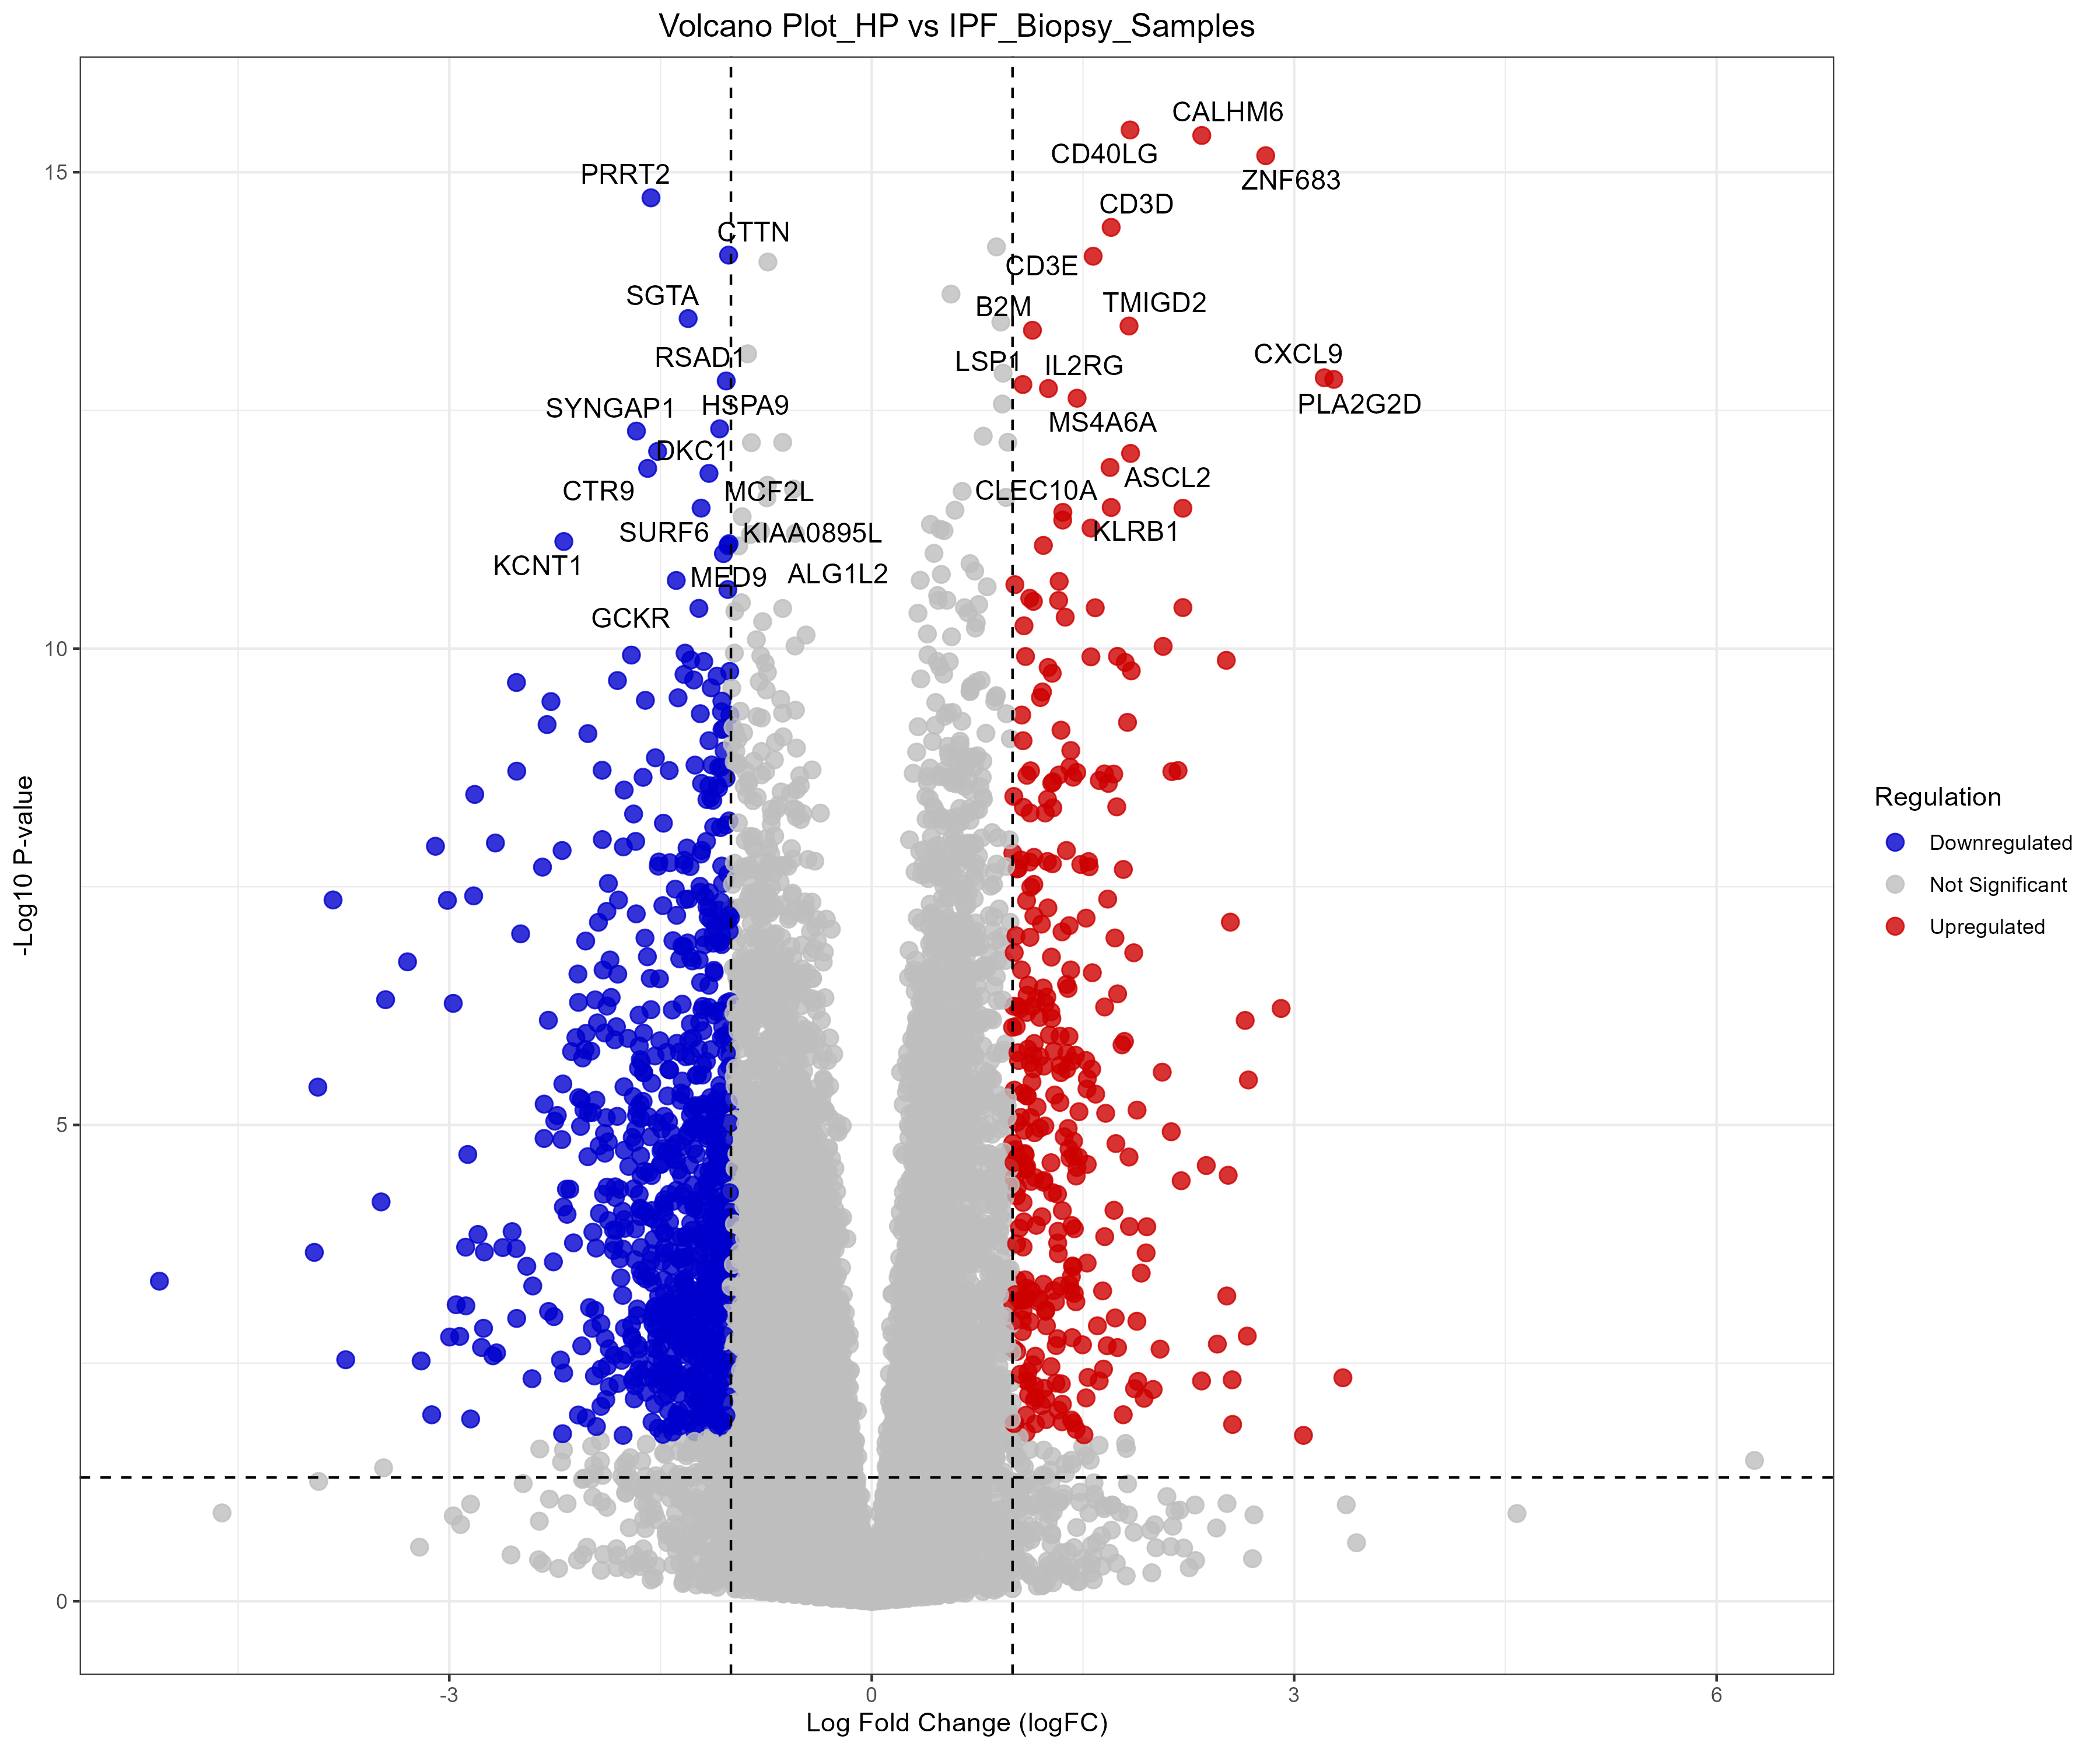 Volcano Plot_HP vs IPF_Biopsy_Samples
CALHM6
CD40LG
PRRT2
ZNF683
CD3D
CTTN
CD3E
SGTA
B2M
TMIGD2
RSAD1
LSP1
IL2RG
CXCL9
SYNGAP1
HSPA9
PLA2G2D
MS4A6A
DKC1
ASCL2
CTR9
MCF2L
CLEC10A
SURF6
KIAA0895L
KLRB1
KCNT1
MED9
ALG1L2
GCKR
15
10
5
0
-Log10 P-value
-3
0
3
6
Log Fold Change (logFC)
Regulation
Downregulated
Not Significant
Upregulated